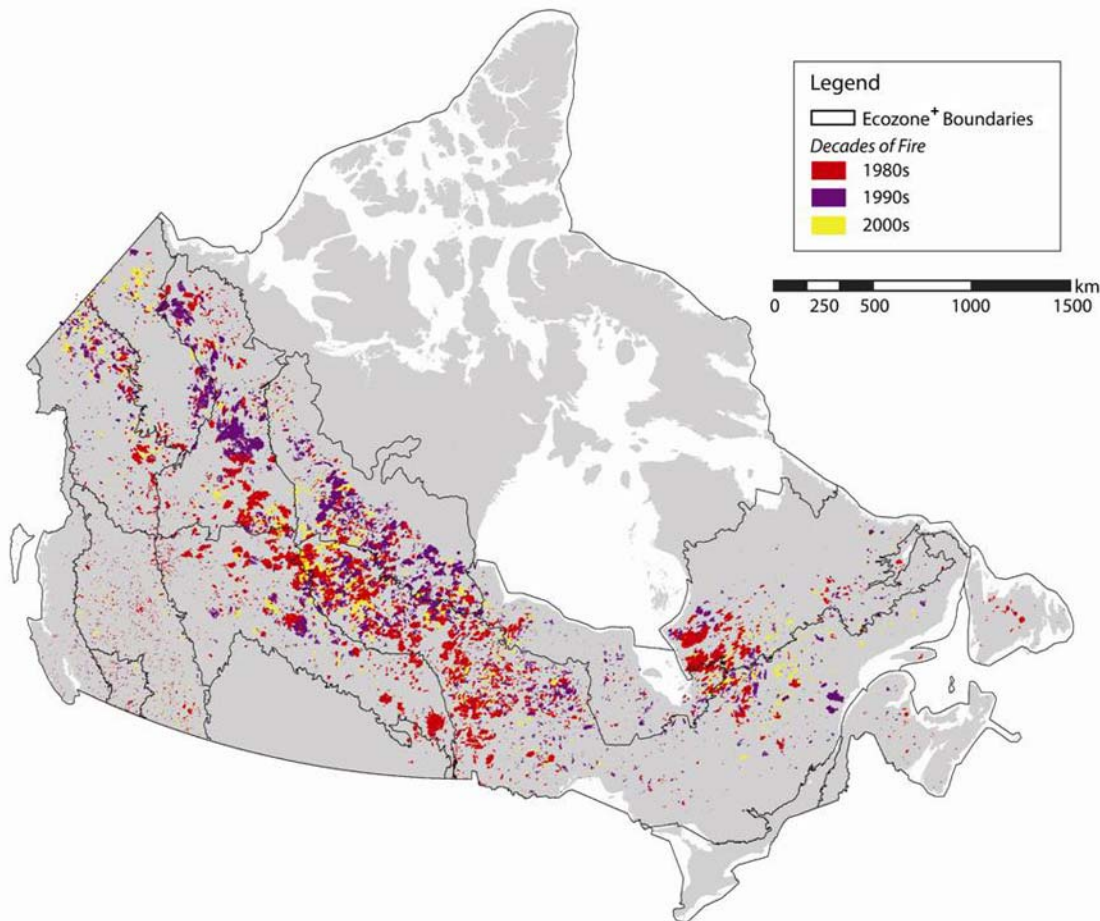 Legend
Ecozone⁺ Boundaries
Decades of Fire
1980s
1990s
2000s
km
0 250 500 1000 1500